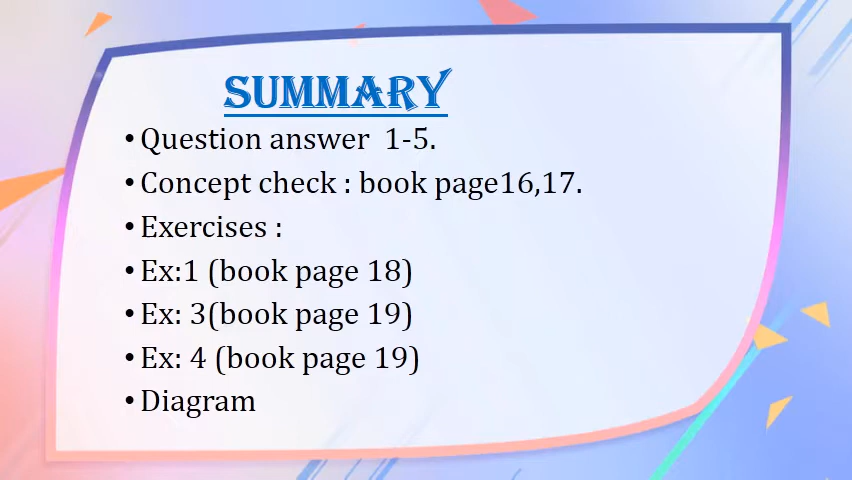 SUMMARY
• Question answer 1-5.
• Concept check : book page16,17.
• Exercises :
• Ex:1 (book page 18)
• Ex: 3(book page 19)
• Ex: 4 (book page 19)
• Diagram